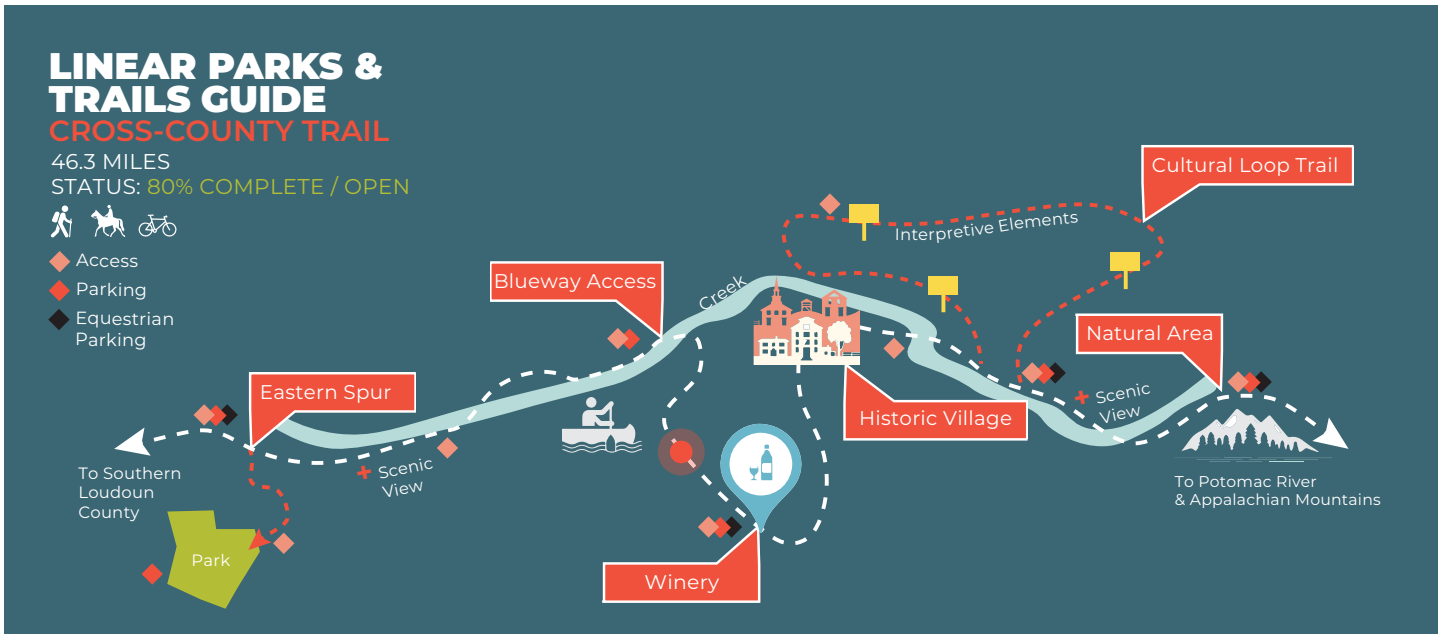 LINEAR PARKS &
TRAILS GUIDE
CROSS-COUNTY TRAIL
46.3 MILES
STATUS: 80% COMPLETE / OPEN
Access
Parking
Equestrian
Parking
Cultural Loop Trail
Interpretive Elements
Blueway Access
Creek
Natural Area
Eastern Spur
Scenic
View
Historic Village
To Southern
Loudoun
County
Scenic
View
To Potomac River
& Appalachian Mountains
Park
Winery